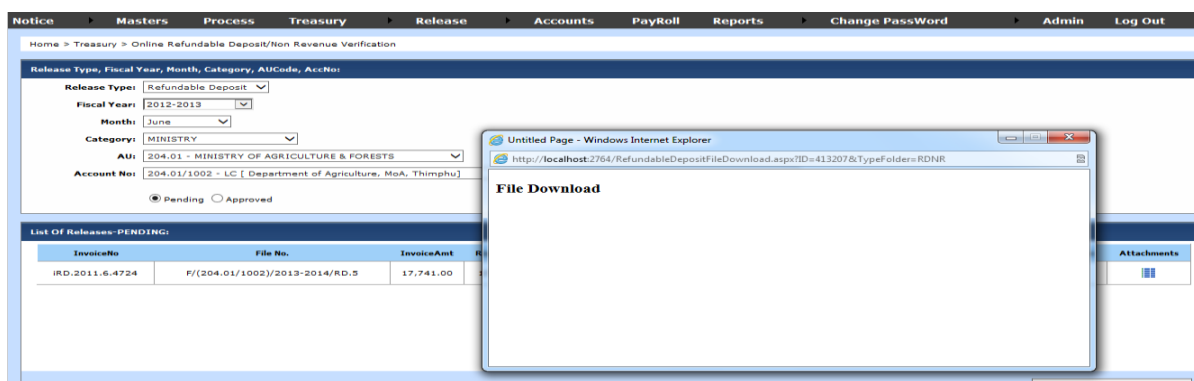 Notice Masters Process Treasury Release Accounts PayRoll Reports Change PassWord Admin Log Out
Home > Treasury > Online Refundable Deposit/Non Revenue Verification
Release Type, Fiscal Year, Month, Category, AUCode, AccNo:
Release Type: Refundable Deposit
Fiscal Year: 2012-2013
Month: June
Category: MINISTRY
AU: 204.01 - MINISTRY OF AGRICULTURE & FORESTS
Account No: 204.01/1002 - LC [ Department of Agriculture, MoA, Thimphu]
Pending Approved
Untitled Page - Windows Internet Explorer
http://localhost:2764/RefundableDepositFileDownload.aspx?ID=413207&TypeFolder=RDNR
File Download
List Of Releases-PENDING:
InvoiceNo File No. InvoiceAmt Attachments
iRD.2011.6.4724 F/(204.01/1002)/2013-2014/RD.5 17,741.00